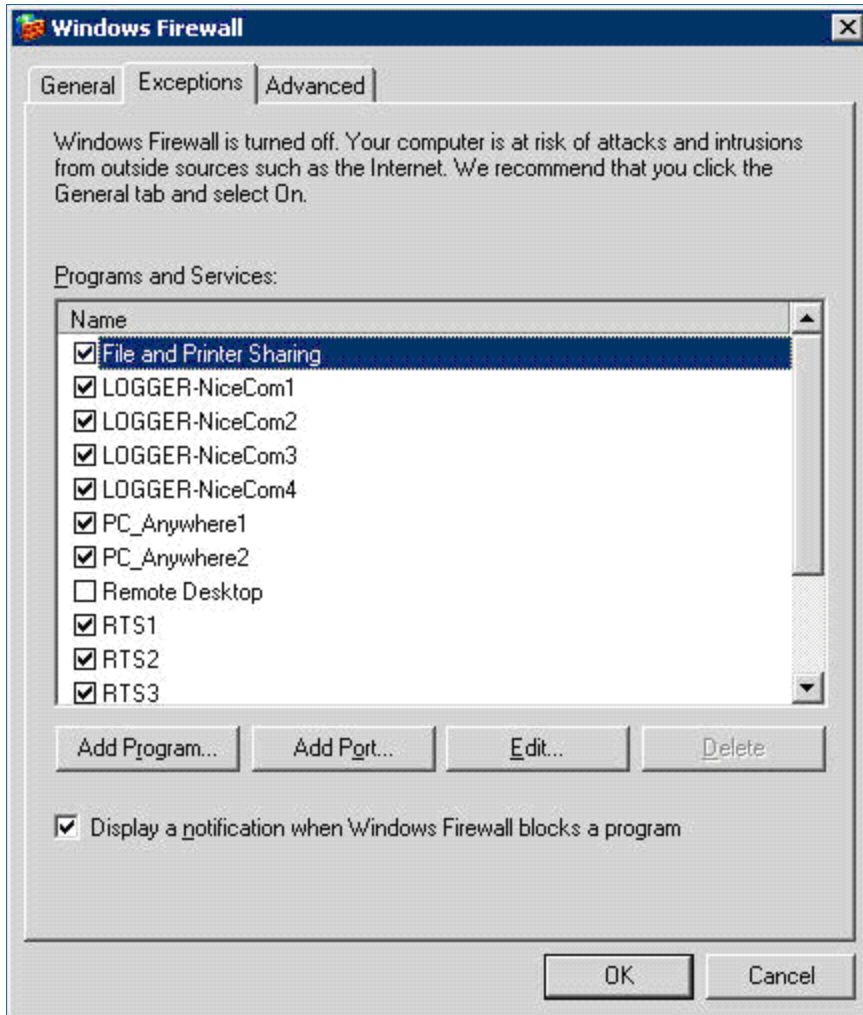 Windows Firewall
General Exceptions Advanced
Windows Firewall is turned off. Your computer is at risk of attacks and intrusions
from outside sources such as the Internet. We recommend that you click the
General tab and select On.
Programs and Services:
Name
File and Printer Sharing
LOGGER-NiceCom1
LOGGER-NiceCom2
LOGGER-NiceCom3
LOGGER-NiceCom4
PC_Anywhere1
PC_Anywhere2
Remote Desktop
RTS1
RTS2
RTS3
Add Program... Add Port... Edit... Delete
Display a notification when Windows Firewall blocks a program
OK Cancel